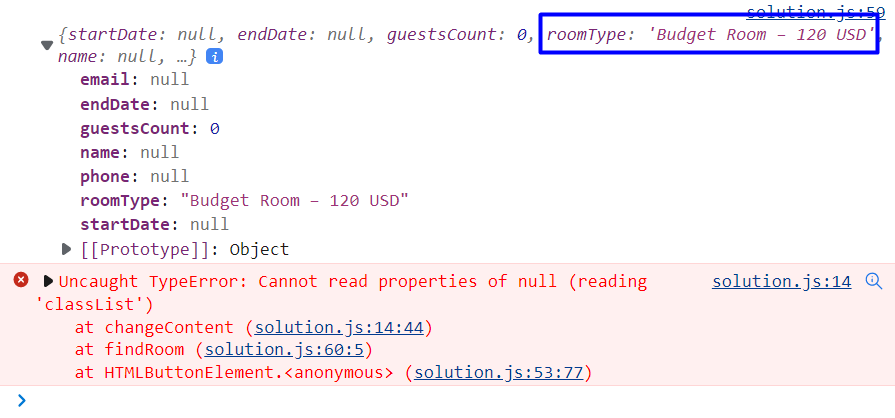 solution.js:59
{startDate: null, endDate: null, guestsCount: 0, roomType: 'Budget Room – 120 USD',
name: null, …} i
email: null
endDate: null
guestsCount: 0
name: null
phone: null
roomType: "Budget Room – 120 USD"
startDate: null
[[Prototype]]: Object
Uncaught TypeError: Cannot read properties of null (reading solution.js:14
'classList')
at changeContent (solution.js:14:44)
at findRoom (solution.js:60:5)
at HTMLButtonElement.<anonymous> (solution.js:53:77)